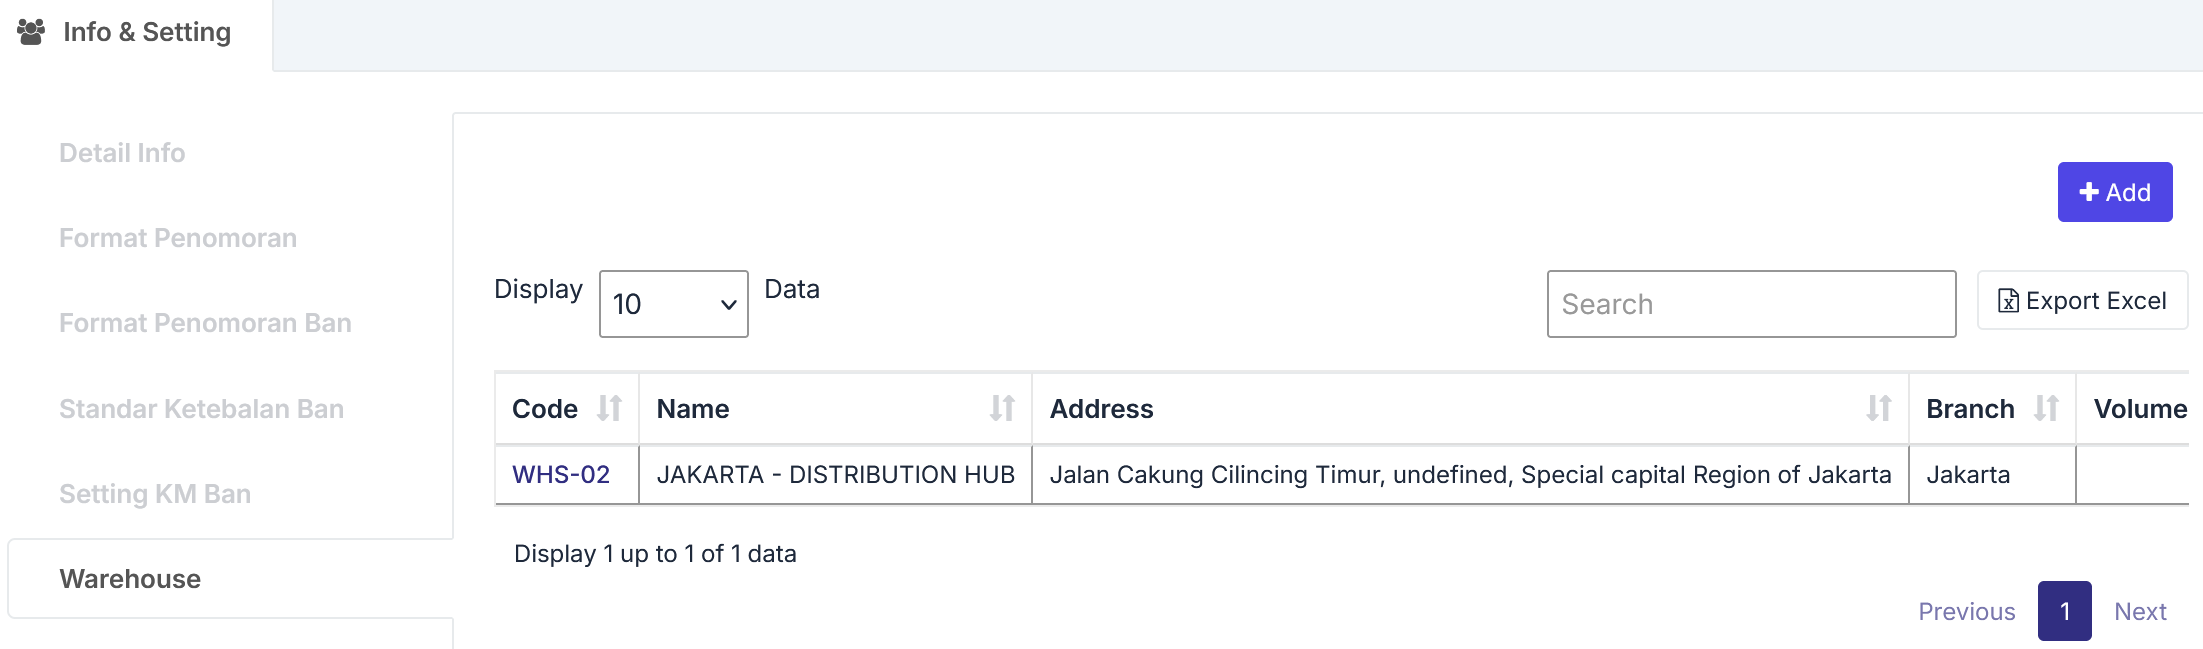 Info & Setting
Detail Info
Format Penomoran
Format Penomoran Ban
Standar Ketebalan Ban
Setting KM Ban
Warehouse
+ Add
Display 10 Data
Search
Export Excel
Code Name Address Branch Volume
WHS-02 JAKARTA - DISTRIBUTION HUB Jalan Cakung Cilincing Timur, undefined, Special capital Region of Jakarta Jakarta
Display 1 up to 1 of 1 data
Previous 1 Next